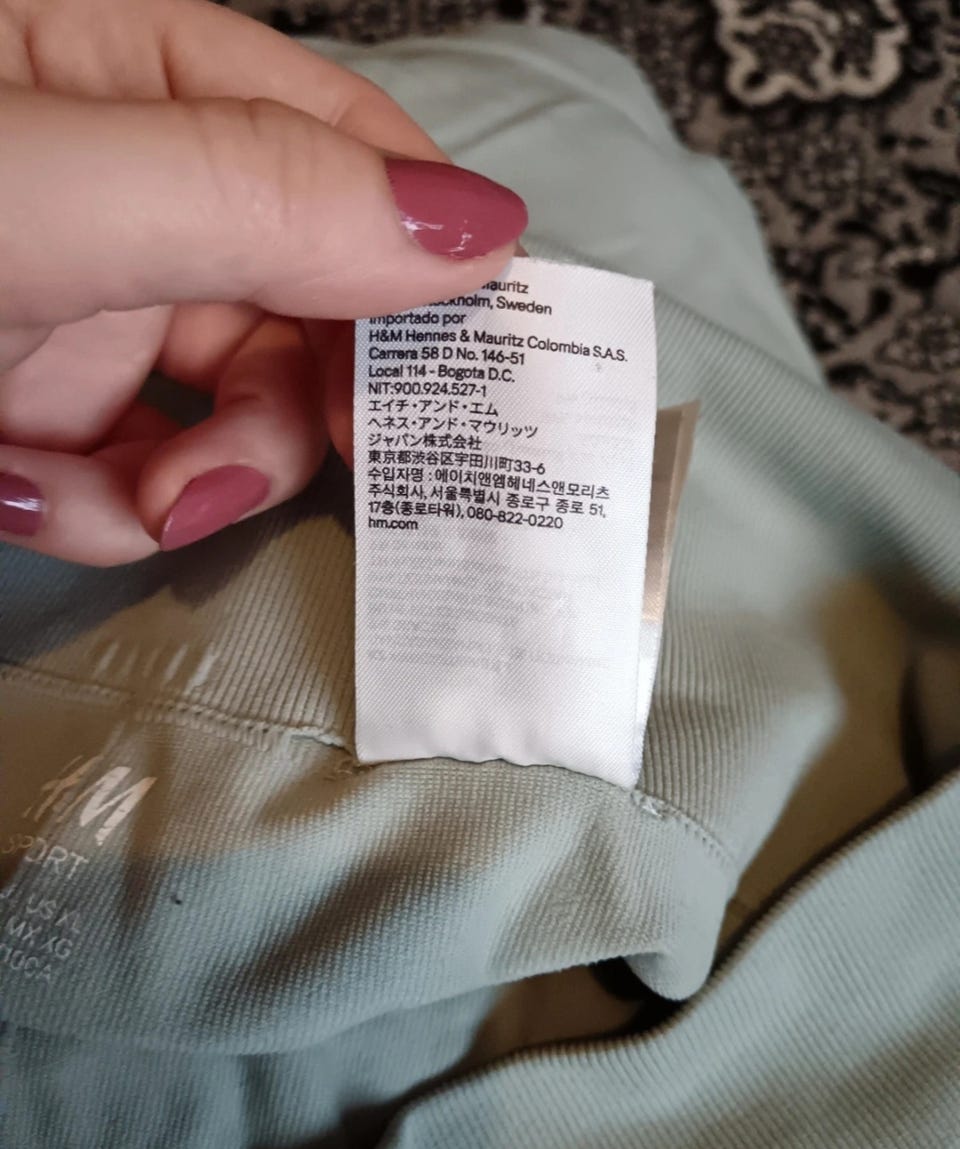 Mauritz
Stockholm, Sweden
Importado por
H&M Hennes & Mauritz Colombia S.A.S.
Carrera 58 D No. 146-51
Local 114 - Bogota D.C.
NIT:900.924.527-1
エイチ・アンド・エム
ヘネス・アンド・マウリッツ
ジャパン株式会社
東京都渋谷区宇田川町33-6
수입자명 : 에이치앤엠헤네스앤모리츠
주식회사, 서울특별시 종로구 종로 51,
17층(종로타워), 080-822-0220
hm.com
H&M
SPORT
US XL
MX XG